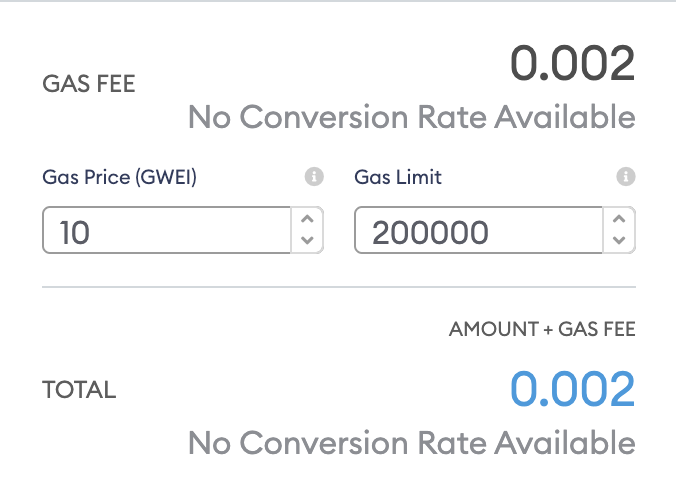 0.002
GAS FEE
No Conversion Rate Available
Gas Price (GWEI)
Gas Limit
10
200000
AMOUNT + GAS FEE
0.002
TOTAL
No Conversion Rate Available